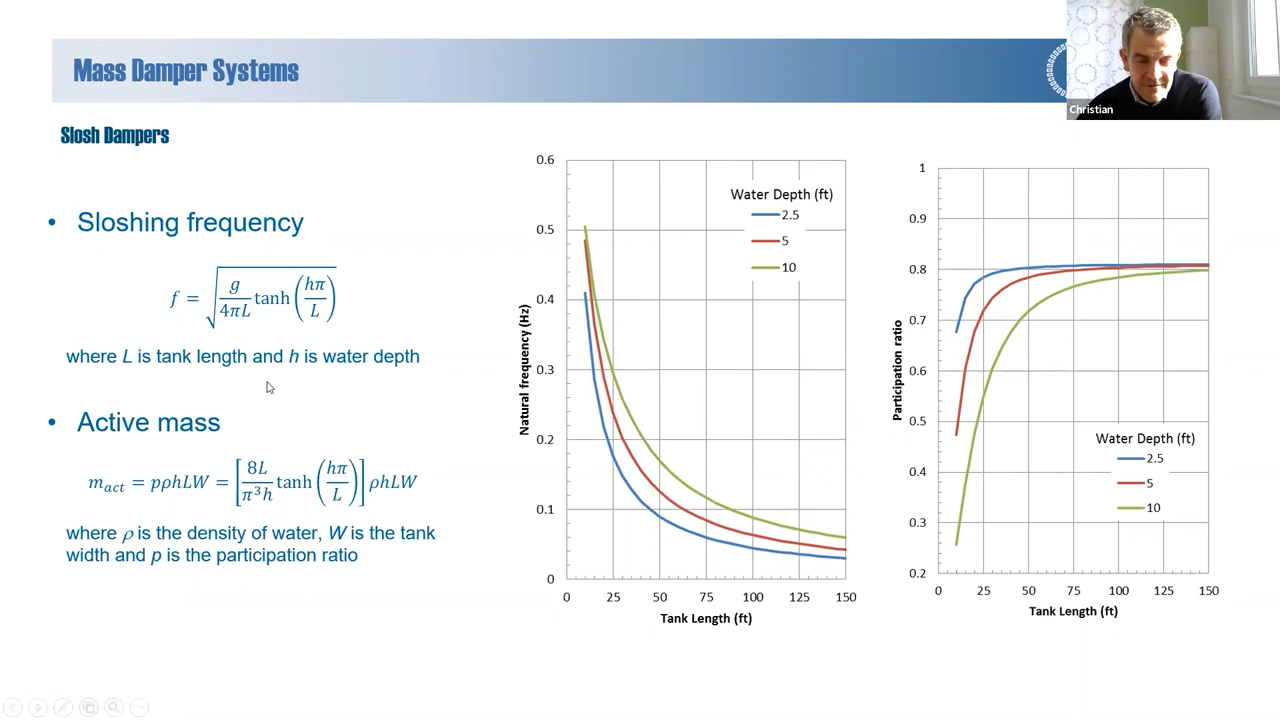 Mass Damper Systems
Christian
Slosh Dampers
• Sloshing frequency
f = √(g/4πL tanh(hπ/L))
where L is tank length and h is water depth
• Active mass
m_act = pρhLW = [8L/π³h tanh(hπ/L)] ρhLW
where ρ is the density of water, W is the tank
width and p is the participation ratio
Natural frequency (Hz)
0.6
0.5
0.4
0.3
0.2
0.1
0
Water Depth (ft)
2.5
5
10
0 25 50 75 100 125 150
Tank Length (ft)
Participation ratio
1
0.9
0.8
0.7
0.6
0.5
0.4
0.3
0.2
Water Depth (ft)
2.5
5
10
0 25 50 75 100 125 150
Tank Length (ft)